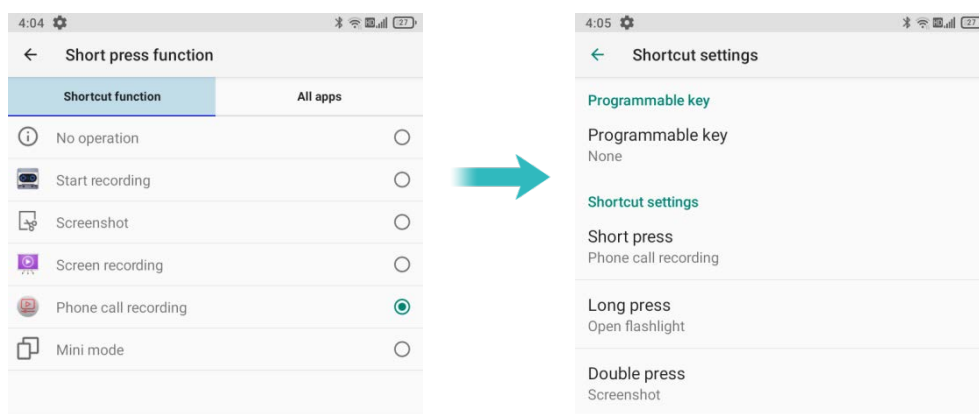 4:04
27
Short press function
Shortcut function
All apps
No operation
Start recording
Screenshot
Screen recording
Phone call recording
Mini mode
4:05
27
Shortcut settings
Programmable key
Programmable key
None
Shortcut settings
Short press
Phone call recording
Long press
Open flashlight
Double press
Screenshot